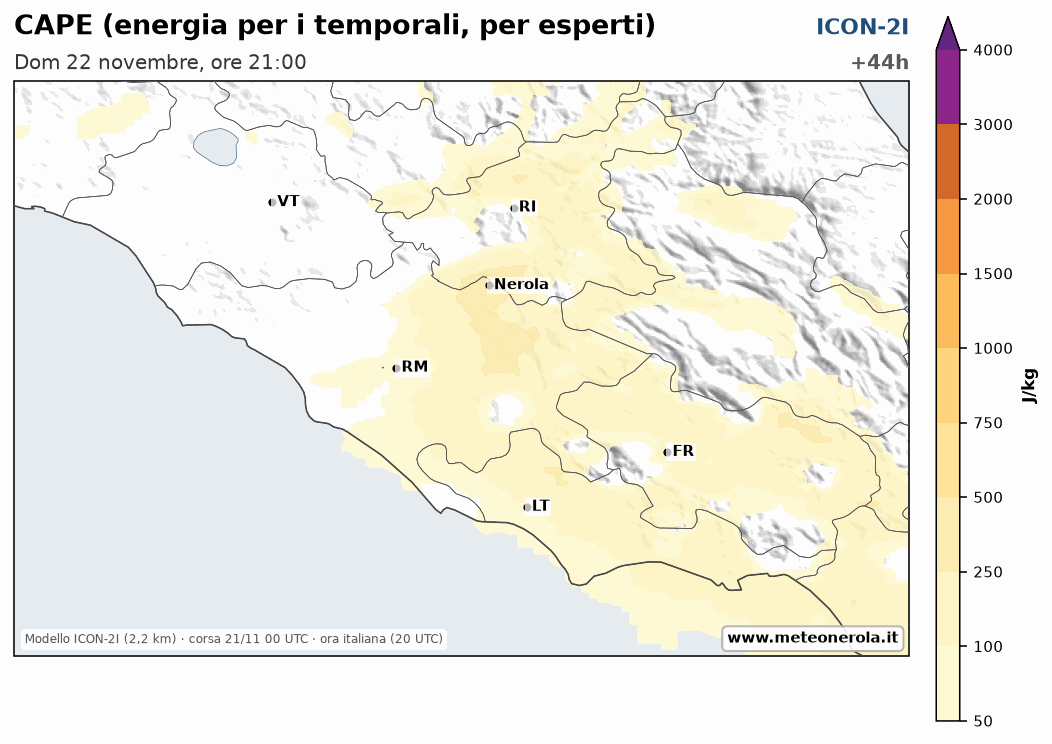 CAPE (energia per i temporali, per esperti)
ICON-2I
Dom 22 novembre, ore 21:00
+44h
VT
RI
Nerola
RM
FR
LT
4000
3000
2000
1500
1000
750
500
250
100
50
J/kg
Modello ICON-2I (2,2 km) · corsa 21/11 00 UTC · ora italiana (20 UTC)
www.meteonerola.it